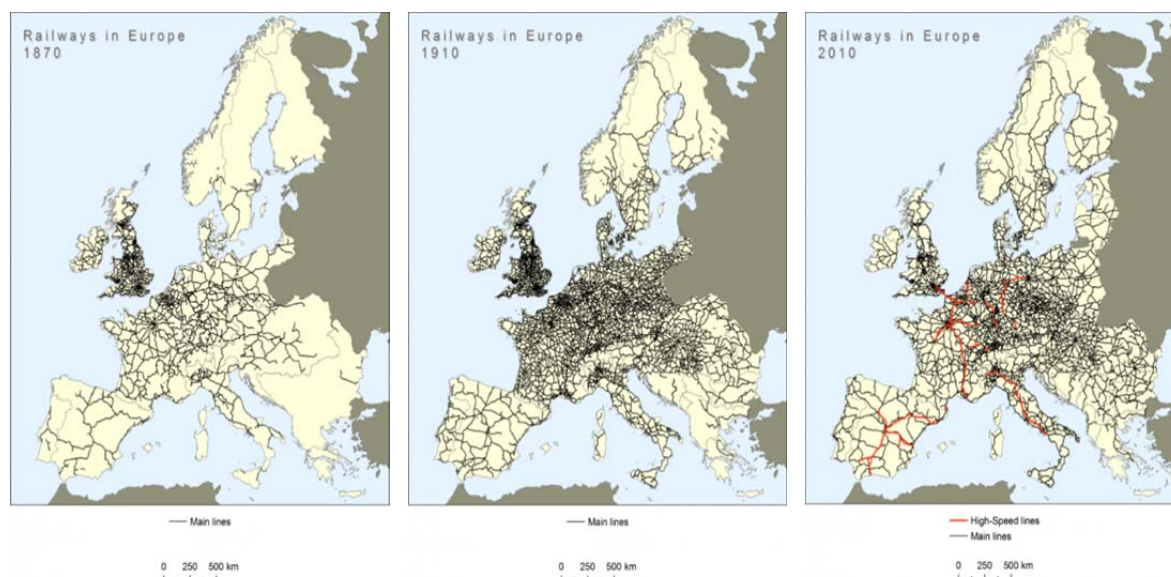 Railways in Europe
1870
Main lines
0 250 500 km
Railways in Europe
1910
Main lines
0 250 500 km
Railways in Europe
2010
High-Speed lines
Main lines
0 250 500 km